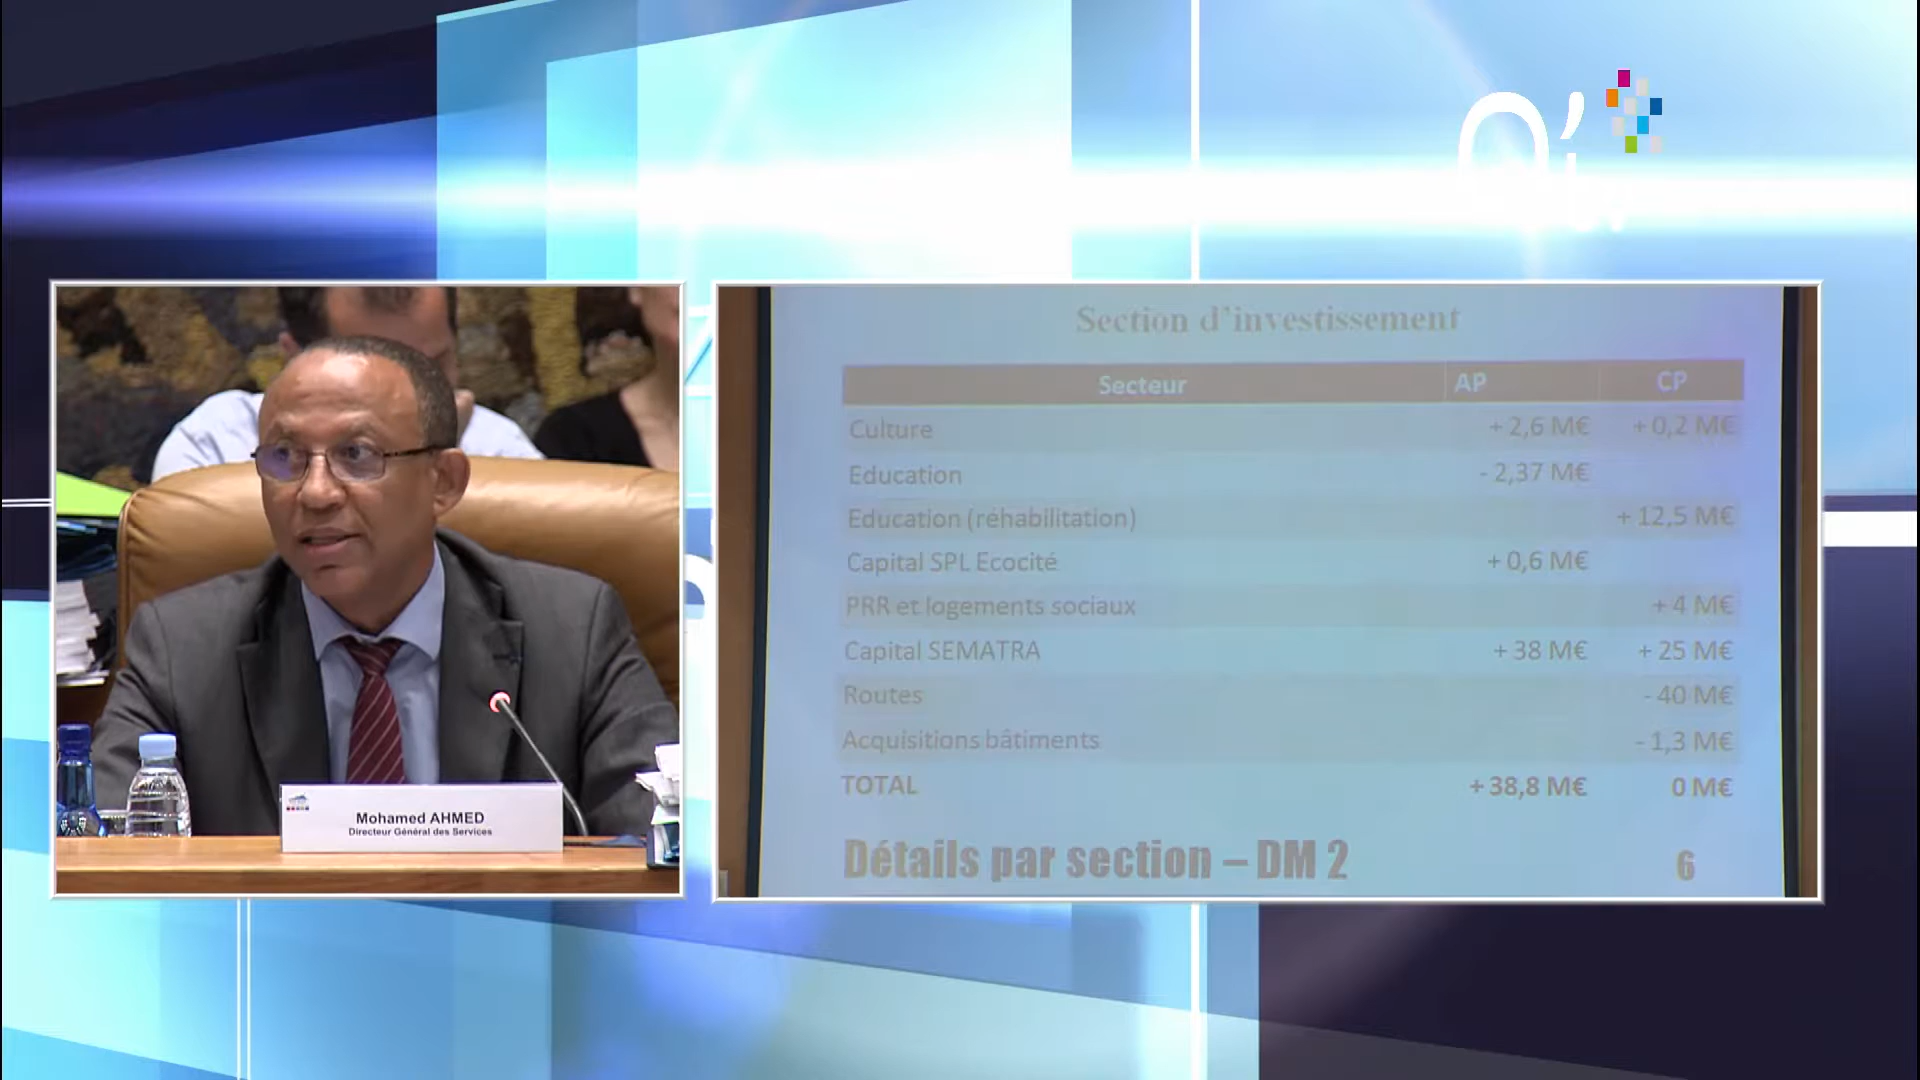 Section d'investissement
Secteur AP CP
Culture + 2,6 M€ + 0,2 M€
Education - 2,37 M€
Education (réhabilitation) + 12,5 M€
Capital SPL Ecocité + 0,6 M€
PRR et logements sociaux + 4 M€
Capital SEMATRA + 38 M€ + 25 M€
Routes - 40 M€
Acquisitions bâtiments - 1,3 M€
TOTAL + 38,8 M€ 0 M€
Détails par section – DM 2 6
Mohamed AHMED
Directeur Général des Services